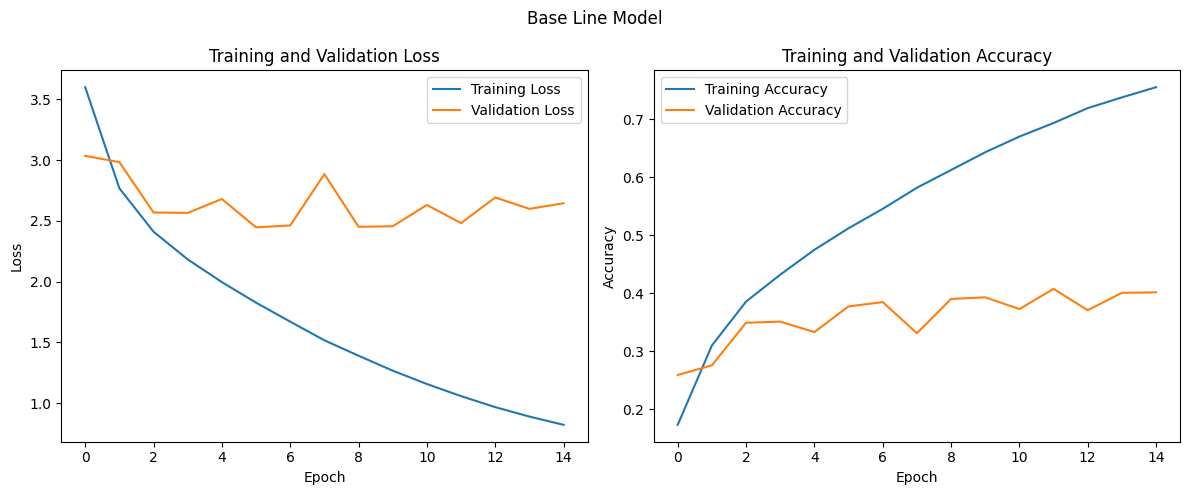 Base Line Model
Training and Validation Loss
Training Loss
Validation Loss
3.5
3.0
2.5
2.0
1.5
1.0
Loss
0 2 4 6 8 10 12 14
Epoch
Training and Validation Accuracy
Training Accuracy
Validation Accuracy
0.7
0.6
0.5
0.4
0.3
0.2
Accuracy
0 2 4 6 8 10 12 14
Epoch